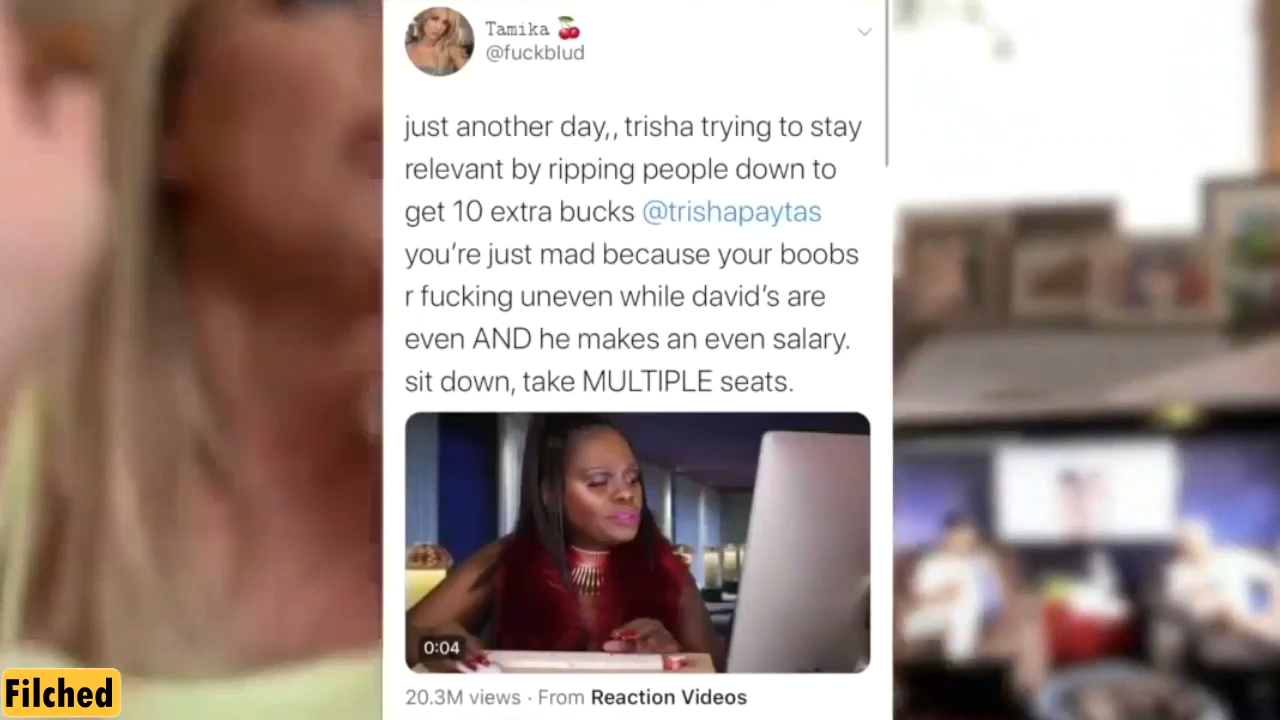 Tamika 🍒
@fuckblud
just another day,, trisha trying to stay
relevant by ripping people down to
get 10 extra bucks @trishapaytas
you’re just mad because your boobs
r fucking uneven while david’s are
even AND he makes an even salary.
sit down, take MULTIPLE seats.
0:04
20.3M views · From Reaction Videos
Filched